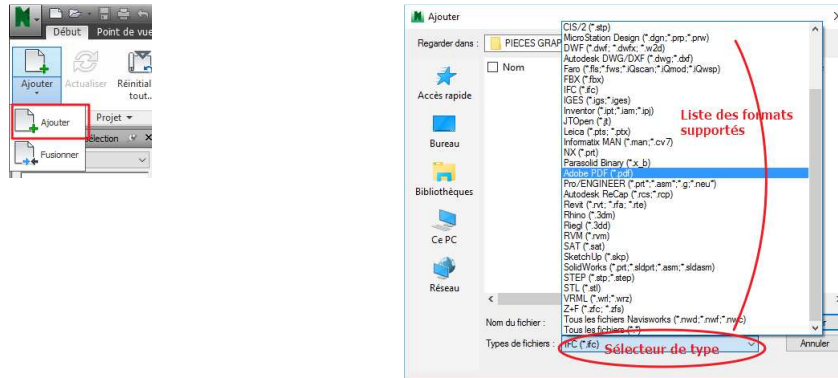 Début Point de vue
Ajouter Actualiser Réinitial
tout...
Ajouter Projet
sélection
Fusionner
Ajouter
Regarder dans : PIECES GRAP
Nom
Accès rapide
Bureau
Bibliothèques
Ce PC
Réseau
CIS/2 (*.stp)
MicroStation Design (*.dgn;*.prp;*.prw)
DWF (*.dwf; *.dwfx; *.w2d)
Autodesk DWG/DXF (*.dwg;*.dxf)
Faro (*.fls;*.fws;*.iQscan;*.iQmod;*.iQwsp)
FBX (*.fbx)
IFC (*.ifc)
IGES (*.igs;*.iges)
Inventor (*.ipt;*.iam;*.ipj)
JTOpen (*.jt)
Leica (*.pts; *.ptx)
Informatix MAN (*.man;*.cv7)
NX (*.prt)
Parasolid Binary (*.x_b)
Adobe PDF (*.pdf)
Pro/ENGINEER (*.prt*;*.asm*;*.g;*.neu*)
Autodesk ReCap (*.rcs;*.rcp)
Revit (*.rvt; *.rfa; *.rte)
Rhino (*.3dm)
Riegl (*.3dd)
RVM (*.rvm)
SAT (*.sat)
SketchUp (*.skp)
SolidWorks (*.prt;*.sldprt;*.asm;*.sldasm)
STEP (*.stp;*.step)
STL (*.stl)
VRML (*.wrl;*.wrz)
Z+F (*.zfc; *.zfs)
Tous les fichiers Navisworks (*.nwd;*.nwf;*.nwc)
Tous les fichiers (*.*)
Liste des formats
supportés
Nom du fichier :
Types de fichiers : IFC (*.ifc) Sélecteur de type Annuler